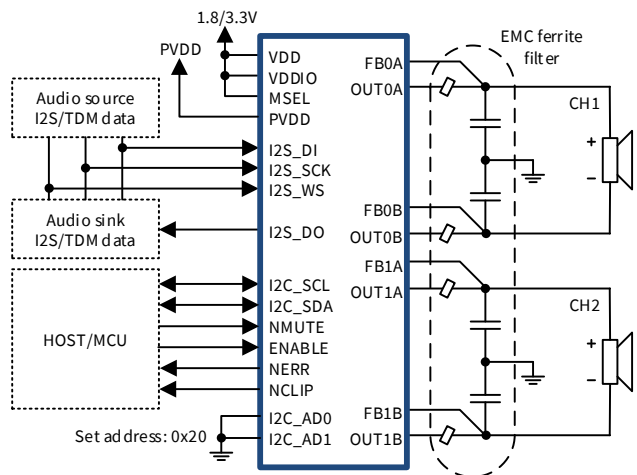 1.8/3.3V
PVDD
Audio source
I2S/TDM data
Audio sink
I2S/TDM data
HOST/MCU
Set address: 0x20
VDD
VDDIO
MSEL
PVDD
I2S_DI
I2S_SCK
I2S_WS
I2S_DO
I2C_SCL
I2C_SDA
NMUTE
ENABLE
NERR
NCLIP
I2C_AD0
I2C_AD1
FB0A
OUT0A
FB0B
OUT0B
FB1A
OUT1A
FB1B
OUT1B
EMC ferrite
filter
CH1
+
–
CH2
+
–